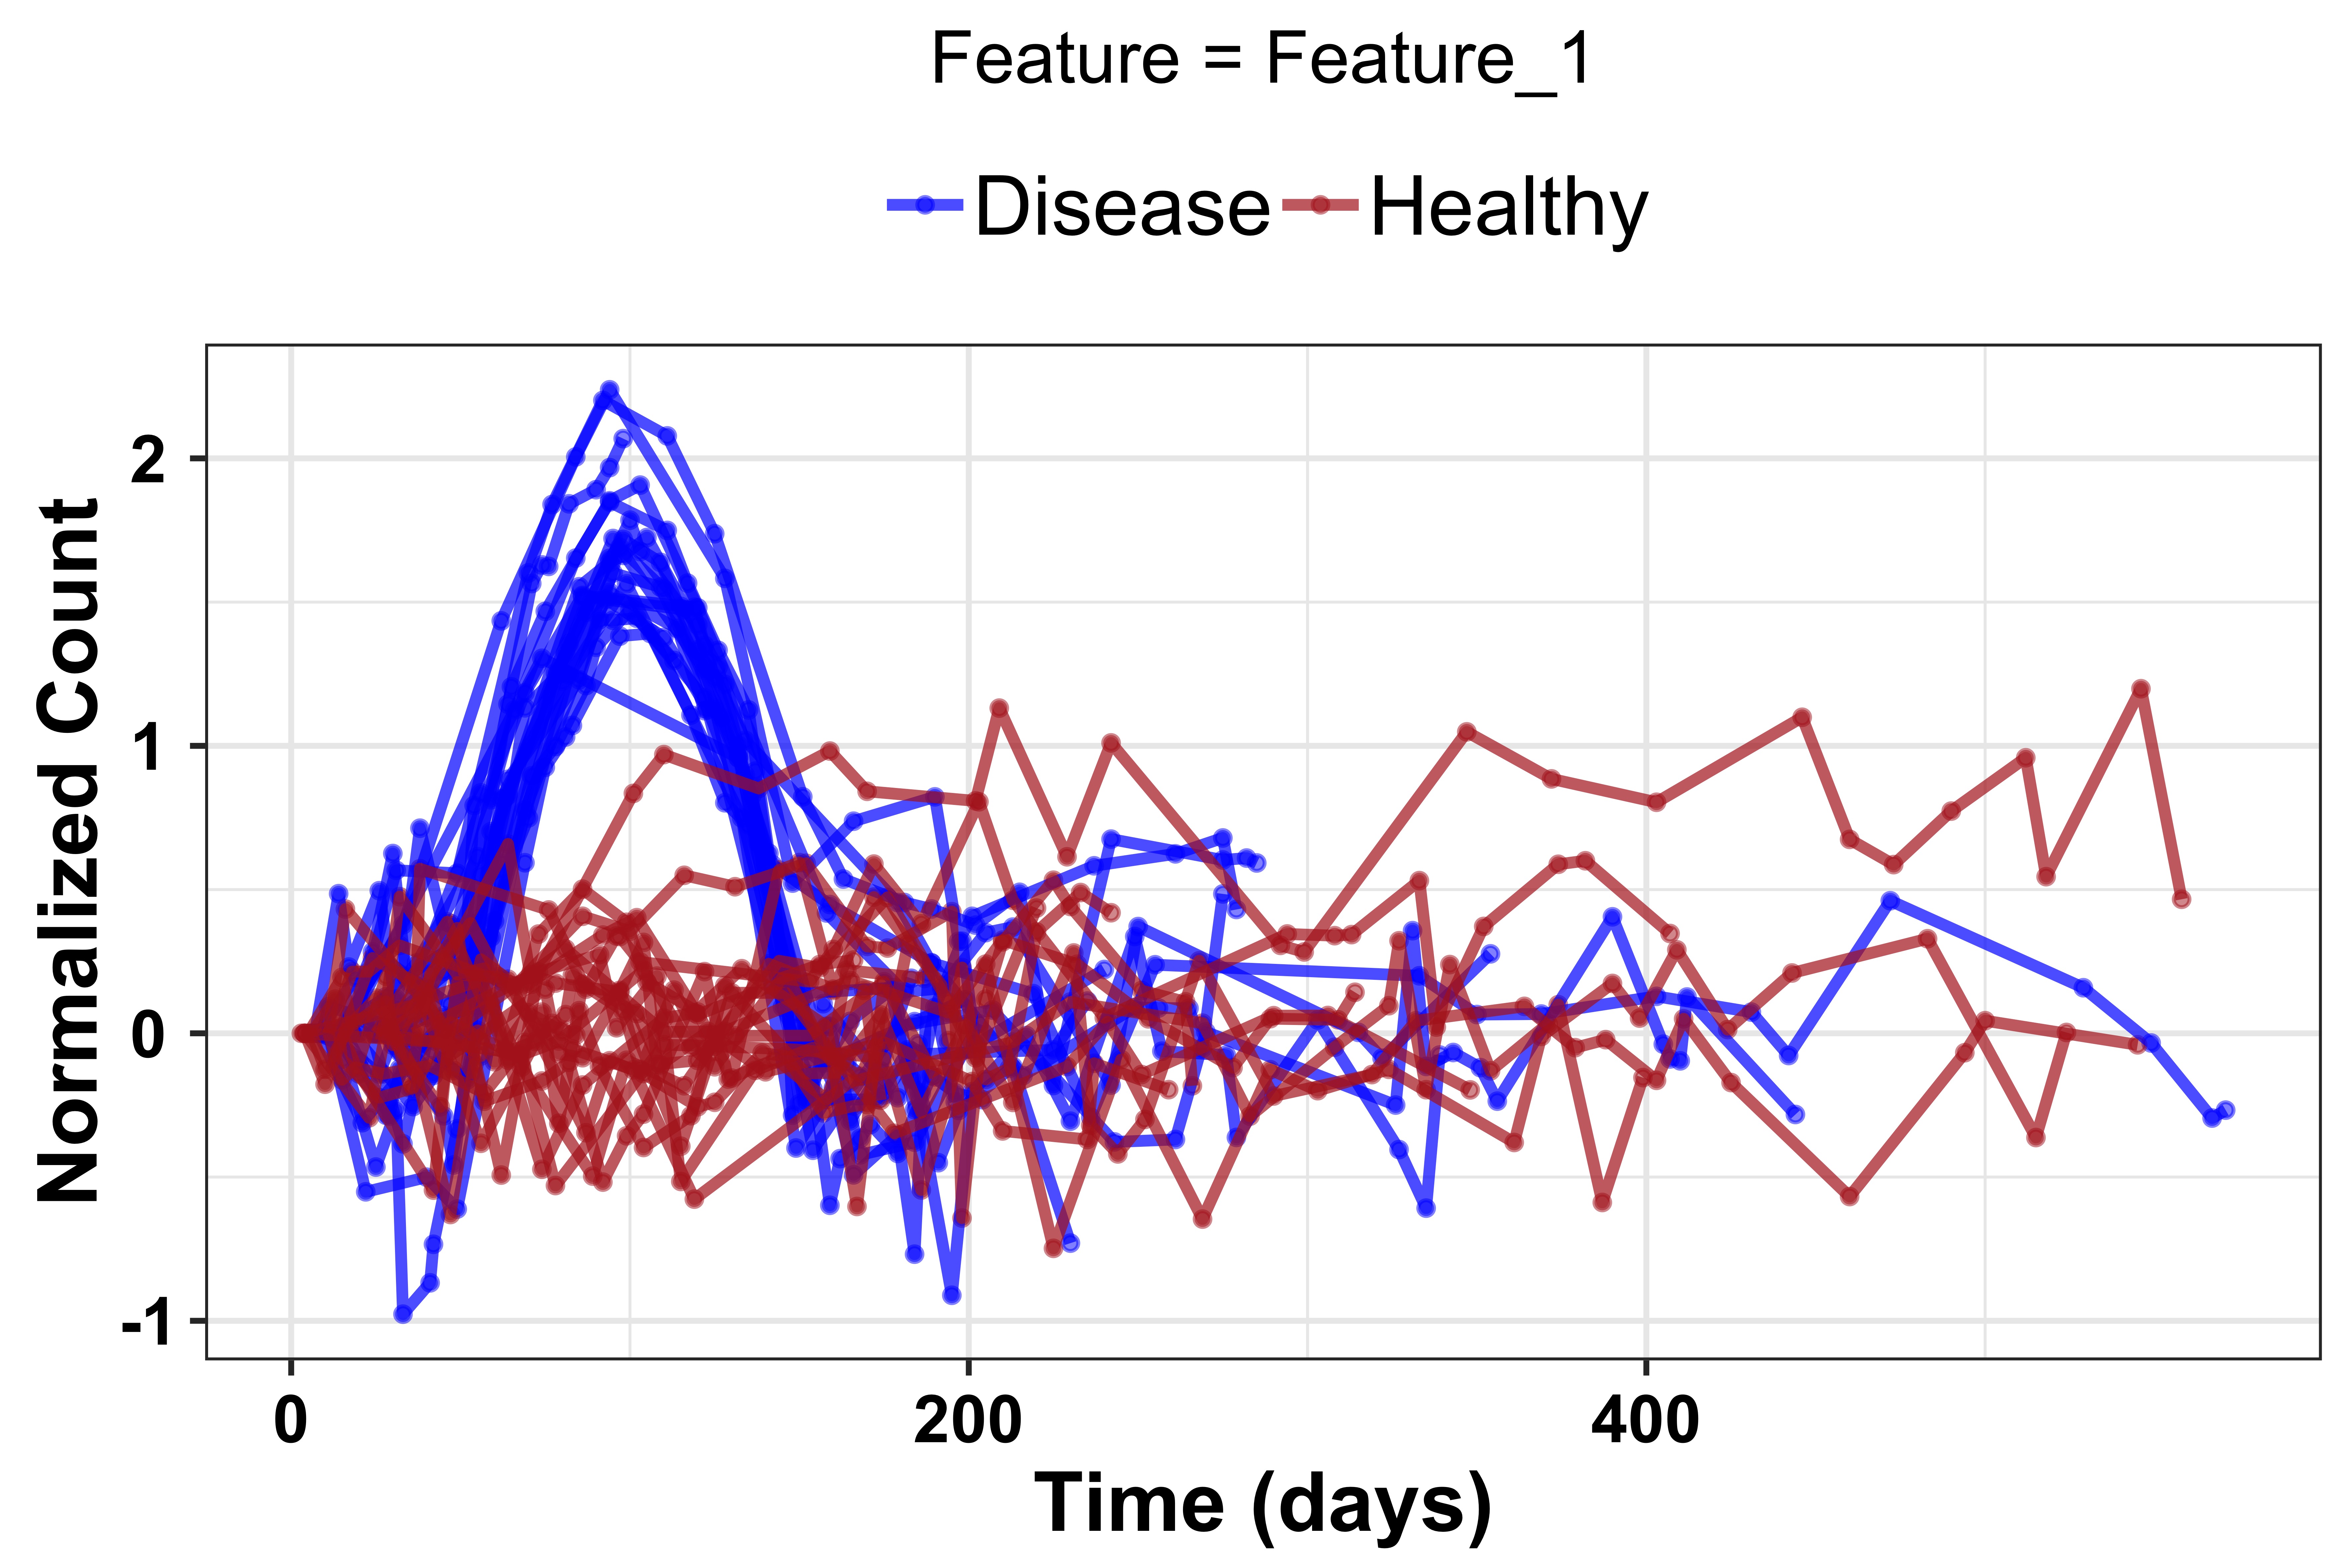 Feature = Feature_1
Disease Healthy
Normalized Count
2
1
0
-1
0 200 400
Time (days)